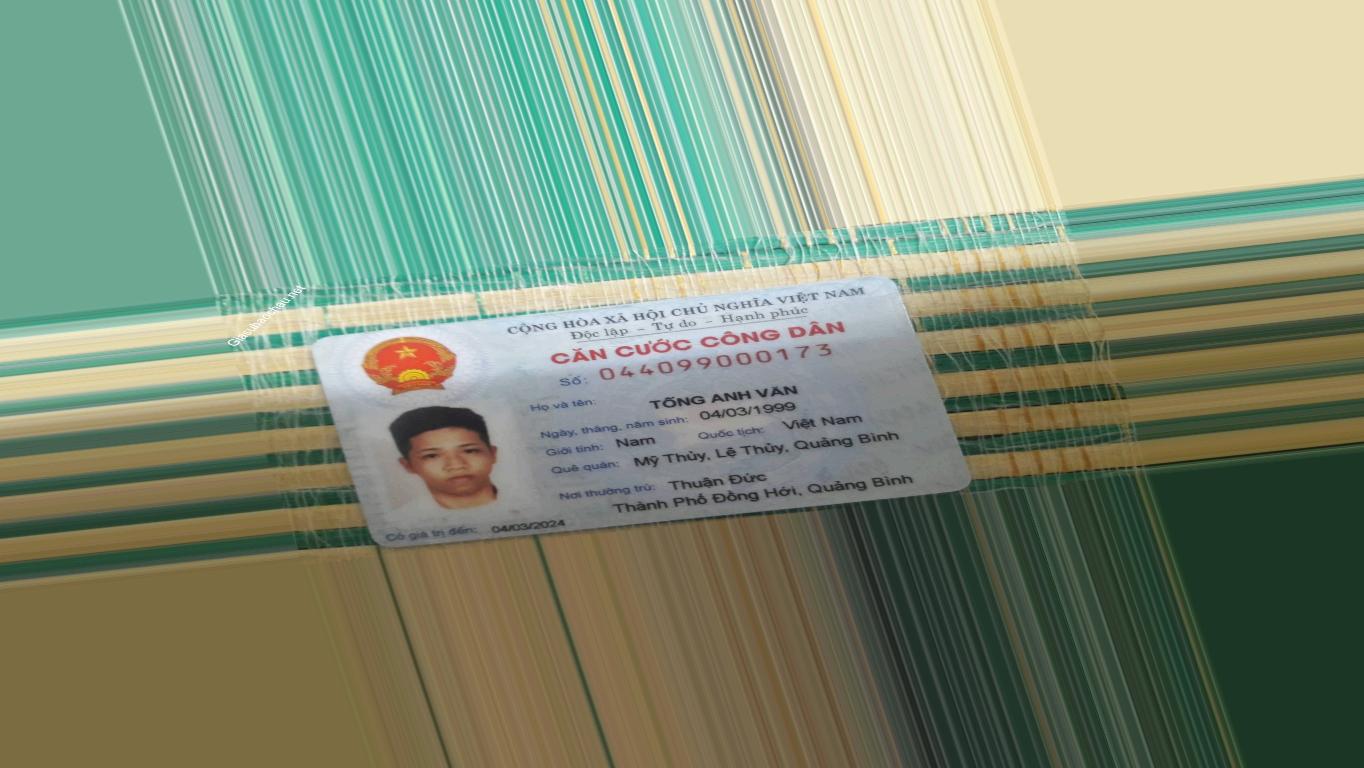 CỘNG HÒA XÃ HỘI CHỦ NGHĨA VIỆT NAM
Độc lập - Tự do - Hạnh phúc
CĂN CƯỚC CÔNG DÂN
Số: 044099000173
Họ và tên: TỐNG ANH VĂN
Ngày, tháng, năm sinh: 04/03/1999
Giới tính: Nam Quốc tịch: Việt Nam
Quê quán: Mỹ Thủy, Lệ Thủy, Quảng Bình
Nơi thường trú: Thuận Đức
Thành Phố Đồng Hới, Quảng Bình
Có giá trị đến: 04/03/2024